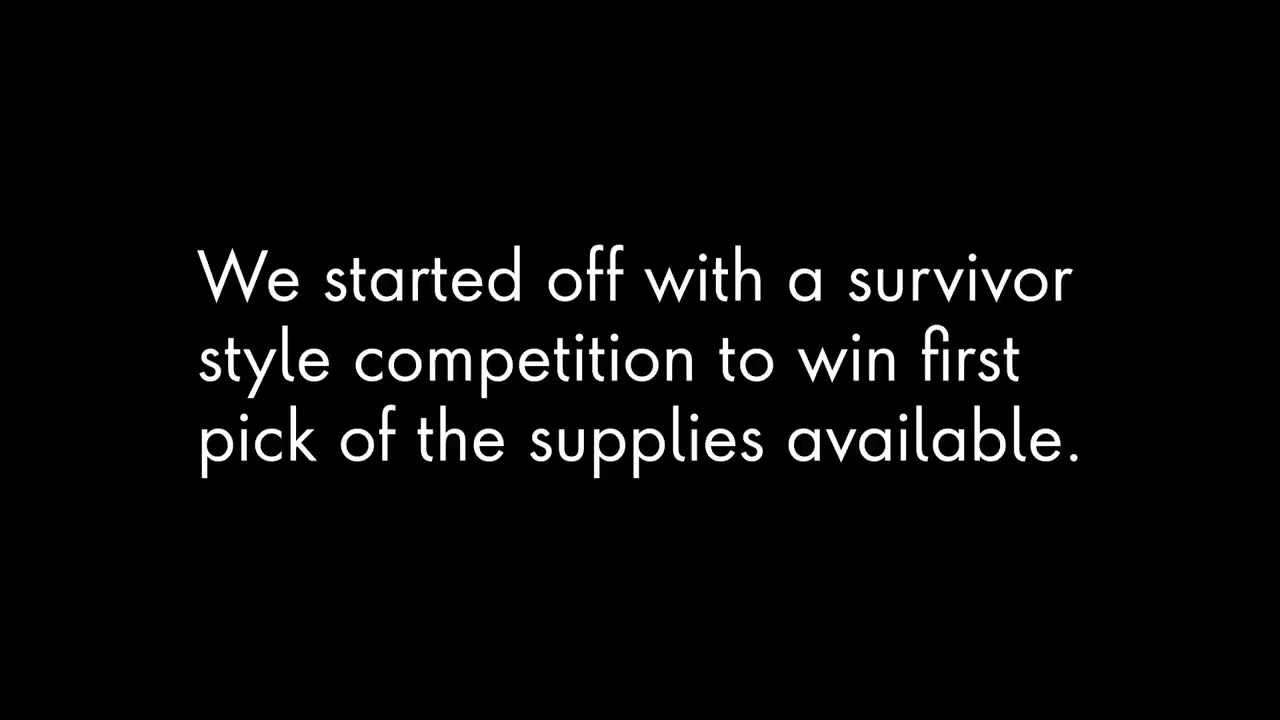 We started off with a survivor
style competition to win first
pick of the supplies available.